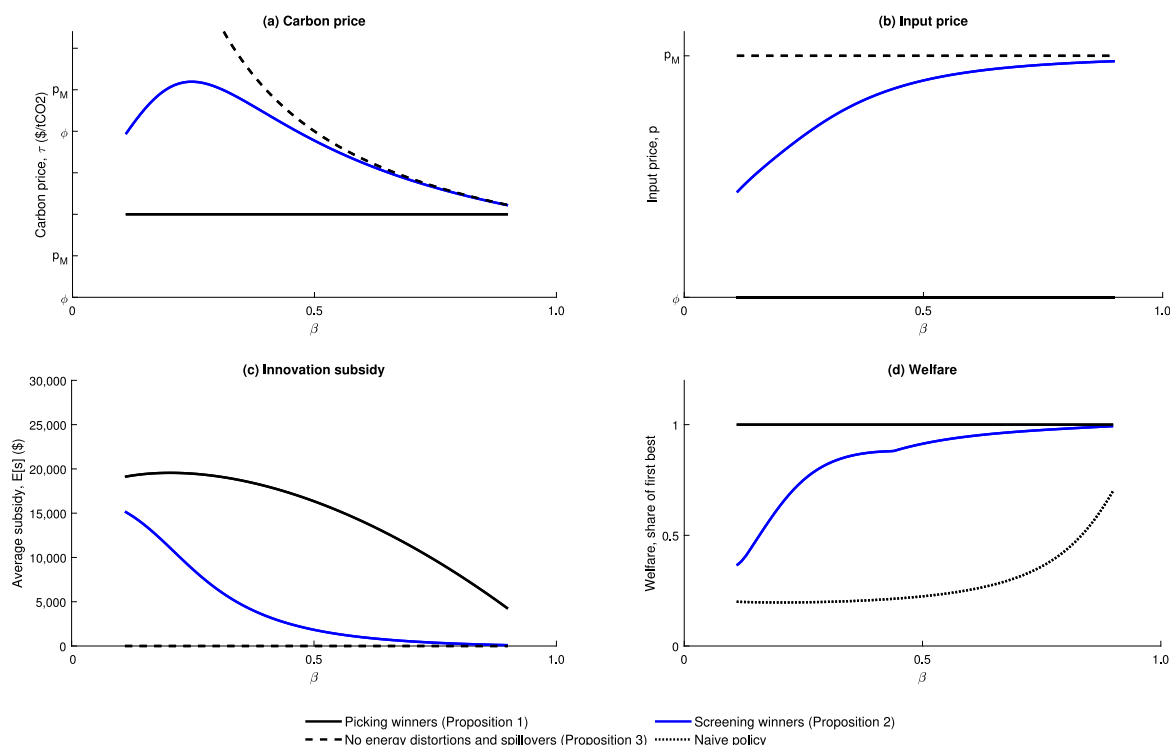 (a) Carbon price
Carbon price, τ ($/tCO2)
p_M
ϕ
p_M
ϕ
0
0.5
1.0
β
(b) Input price
Input price, p
p_M
ϕ
0
0.5
1.0
β
(c) Innovation subsidy
Average subsidy, E[s] ($)
30,000
25,000
20,000
15,000
10,000
5,000
0
0
0.5
1.0
β
(d) Welfare
Welfare, share of first best
1
0.5
0
0
0.5
1.0
β
Picking winners (Proposition 1)
Screening winners (Proposition 2)
No energy distortions and spillovers (Proposition 3)
Naive policy